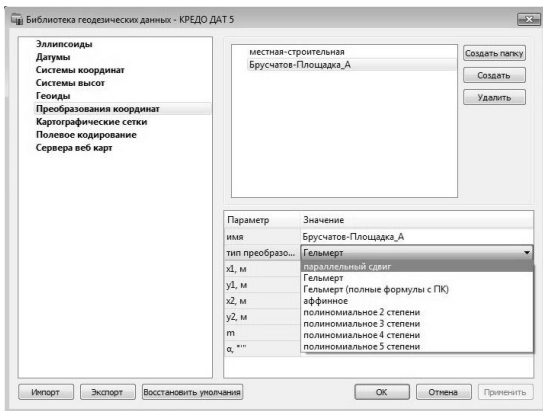 Библиотека геодезических данных - КРЕДО ДАТ 5
Эллипсоиды
Датумы
Системы координат
Системы высот
Геоиды
Преобразования координат
Картографические сетки
Полевое кодирование
Сервера веб карт
местная-строительная
Брусчатов-Площадка_А
Создать папку
Создать
Удалить
Параметр Значение
имя Брусчатов-Площадка_А
тип преобразо... Гельмерт
x1, м
y1, м
x2, м
y2, м
m
α, °'"
параллельный сдвиг
Гельмерт
Гельмерт (полные формулы с ПК)
аффинное
полиномиальное 2 степени
полиномиальное 3 степени
полиномиальное 4 степени
полиномиальное 5 степени
Импорт Экспорт Восстановить умолчания OK Отмена Применить